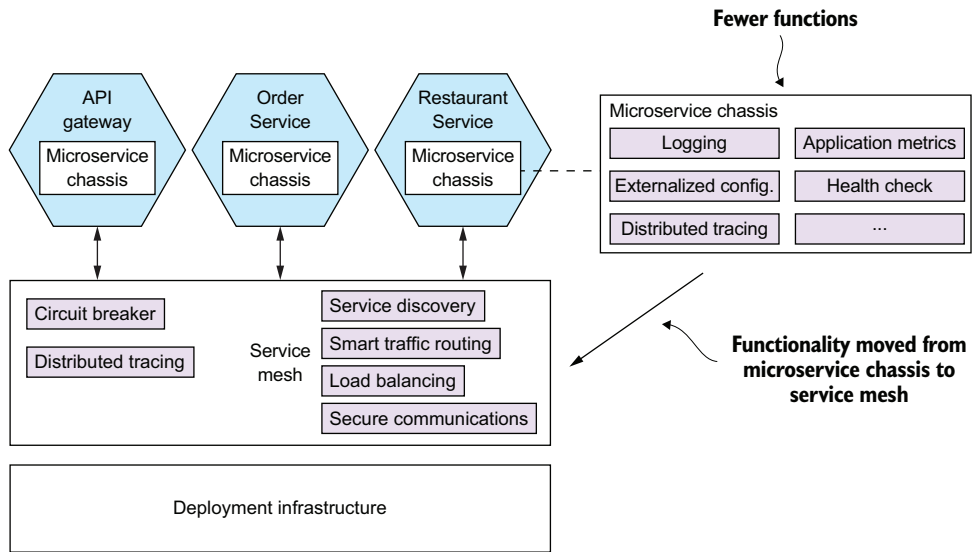 Fewer functions
API
gateway
Microservice
chassis
Order
Service
Microservice
chassis
Restaurant
Service
Microservice
chassis
Microservice chassis
Logging
Application metrics
Externalized config.
Health check
Distributed tracing
...
Circuit breaker
Distributed tracing
Service
mesh
Service discovery
Smart traffic routing
Load balancing
Secure communications
Functionality moved from
microservice chassis to
service mesh
Deployment infrastructure